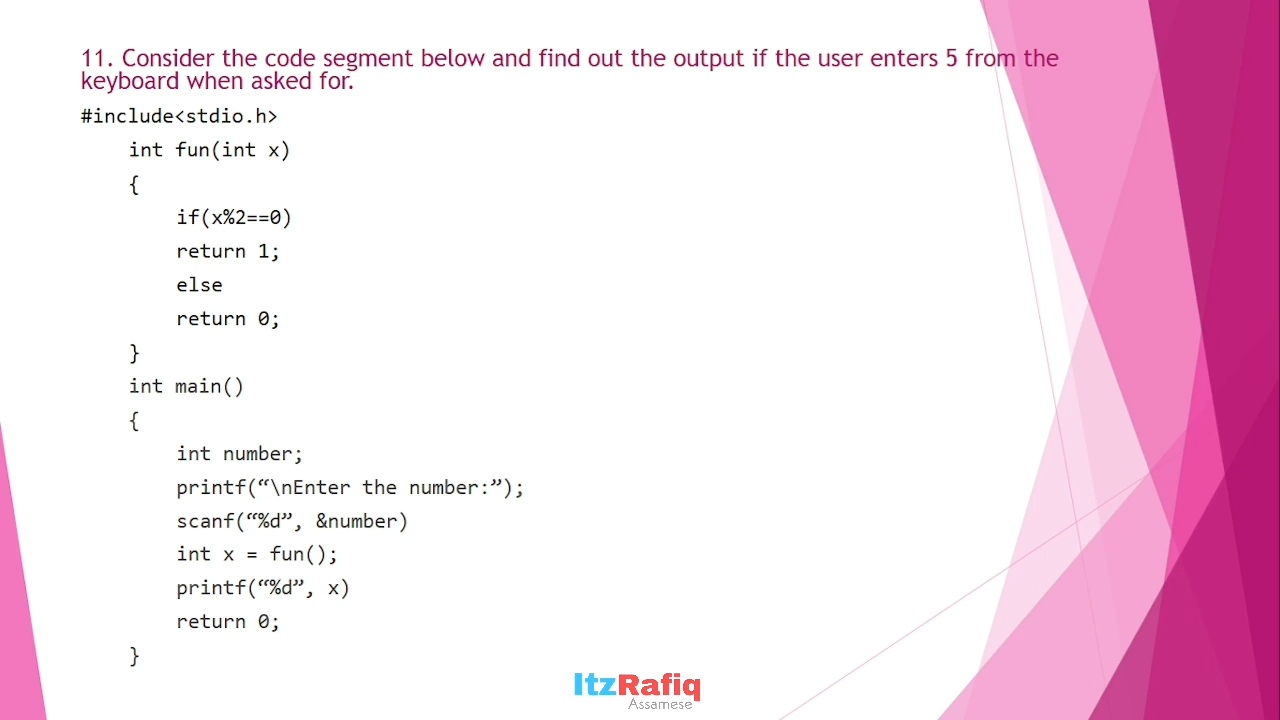 11. Consider the code segment below and find out the output if the user enters 5 from the
keyboard when asked for.
#include<stdio.h>
int fun(int x)
{
if(x%2==0)
return 1;
else
return 0;
}
int main()
{
int number;
printf(“\nEnter the number:”);
scanf(“%d”, &number)
int x = fun();
printf(“%d”, x)
return 0;
}
ItzRafiq
Assamese